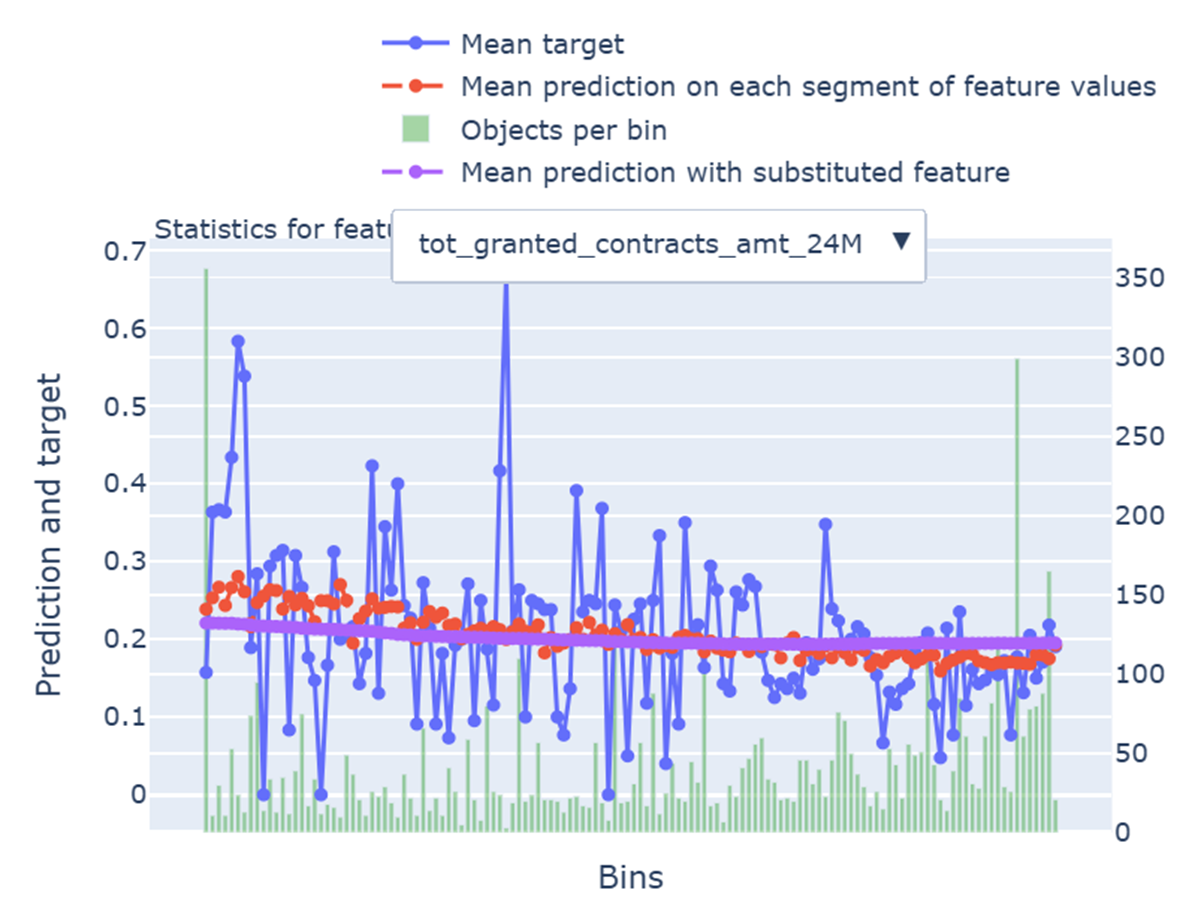 Mean target
Mean prediction on each segment of feature values
Objects per bin
Mean prediction with substituted feature
Statistics for featu
tot_granted_contracts_amt_24M ▼
0.7
0.6
0.5
0.4
0.3
0.2
0.1
0
350
300
250
200
150
100
50
0
Prediction and target
Bins